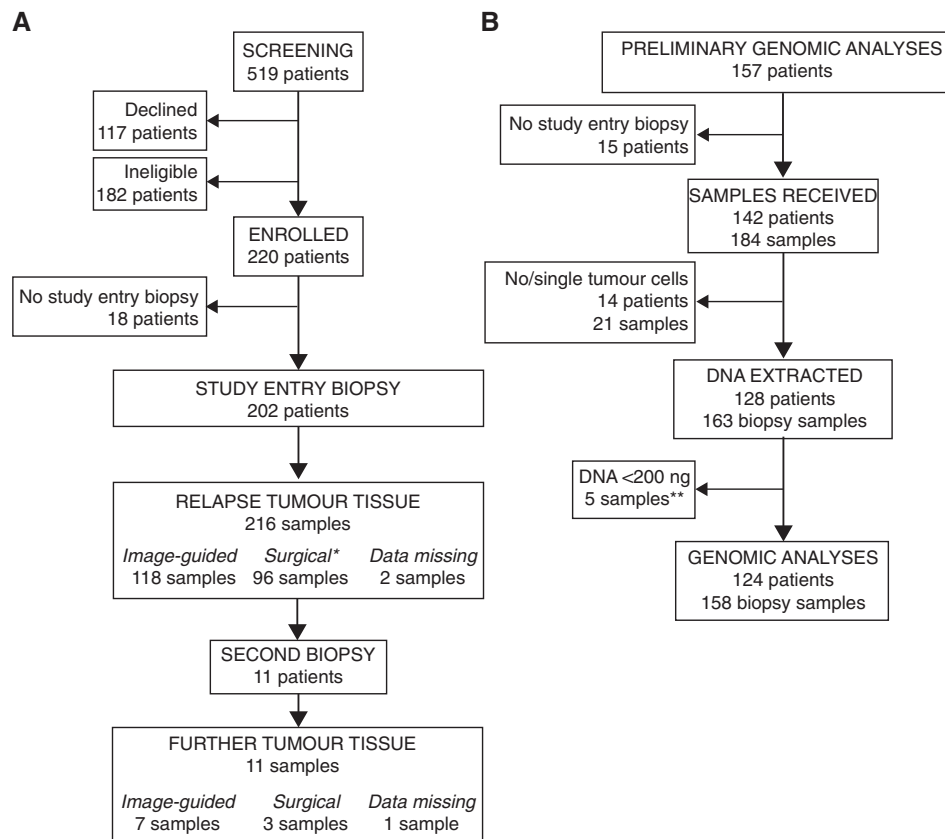 A
SCREENING
519 patients
Declined
117 patients
Ineligible
182 patients
ENROLLED
220 patients
No study entry biopsy
18 patients
STUDY ENTRY BIOPSY
202 patients
RELAPSE TUMOUR TISSUE
216 samples
Image-guided Surgical* Data missing
118 samples 96 samples 2 samples
SECOND BIOPSY
11 patients
FURTHER TUMOUR TISSUE
11 samples
Image-guided Surgical Data missing
7 samples 3 samples 1 sample
B
PRELIMINARY GENOMIC ANALYSES
157 patients
No study entry biopsy
15 patients
SAMPLES RECEIVED
142 patients
184 samples
No/single tumour cells
14 patients
21 samples
DNA EXTRACTED
128 patients
163 biopsy samples
DNA <200 ng
5 samples**
GENOMIC ANALYSES
124 patients
158 biopsy samples